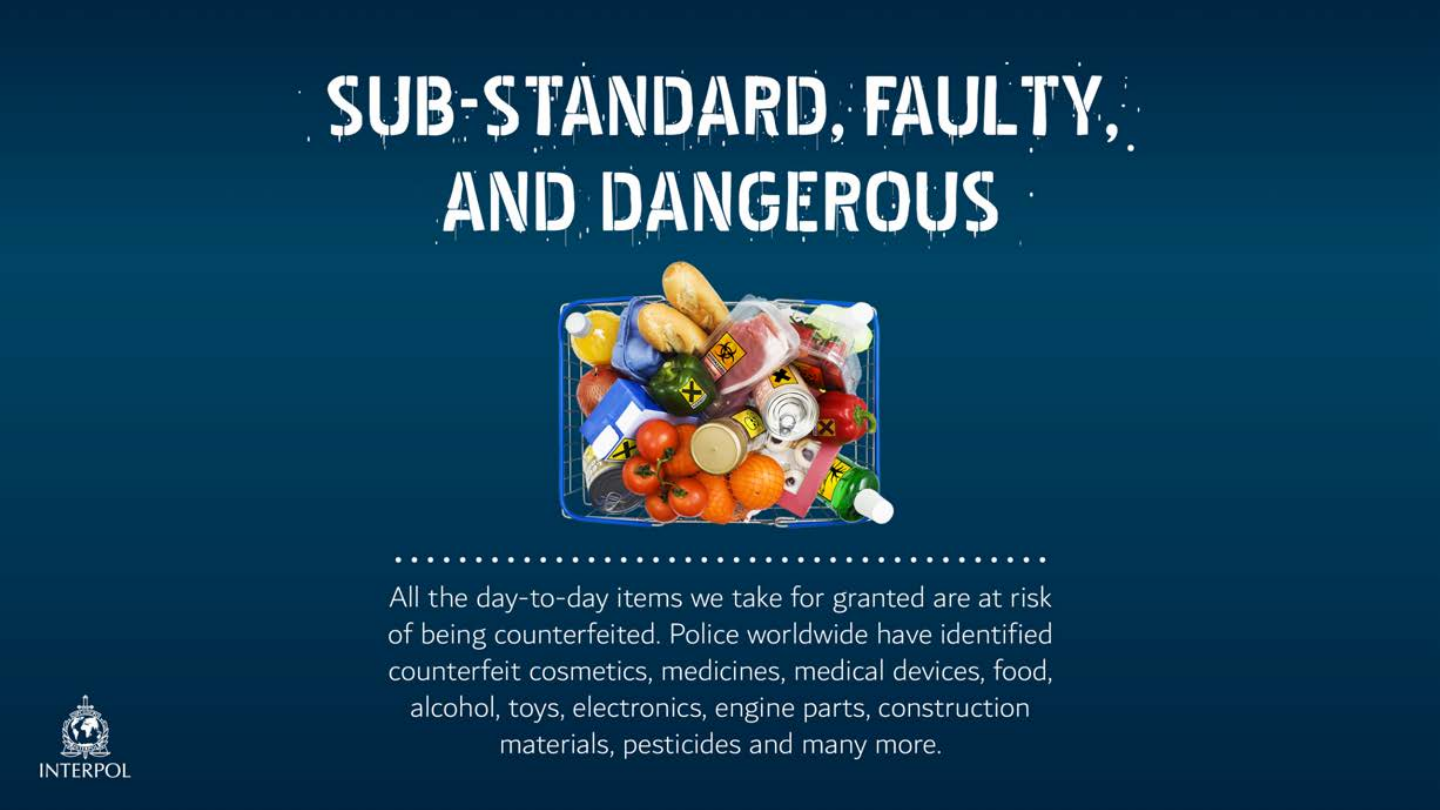 SUB-STANDARD, FAULTY,
AND DANGEROUS
All the day-to-day items we take for granted are at risk
of being counterfeited. Police worldwide have identified
counterfeit cosmetics, medicines, medical devices, food,
alcohol, toys, electronics, engine parts, construction
materials, pesticides and many more.
INTERPOL